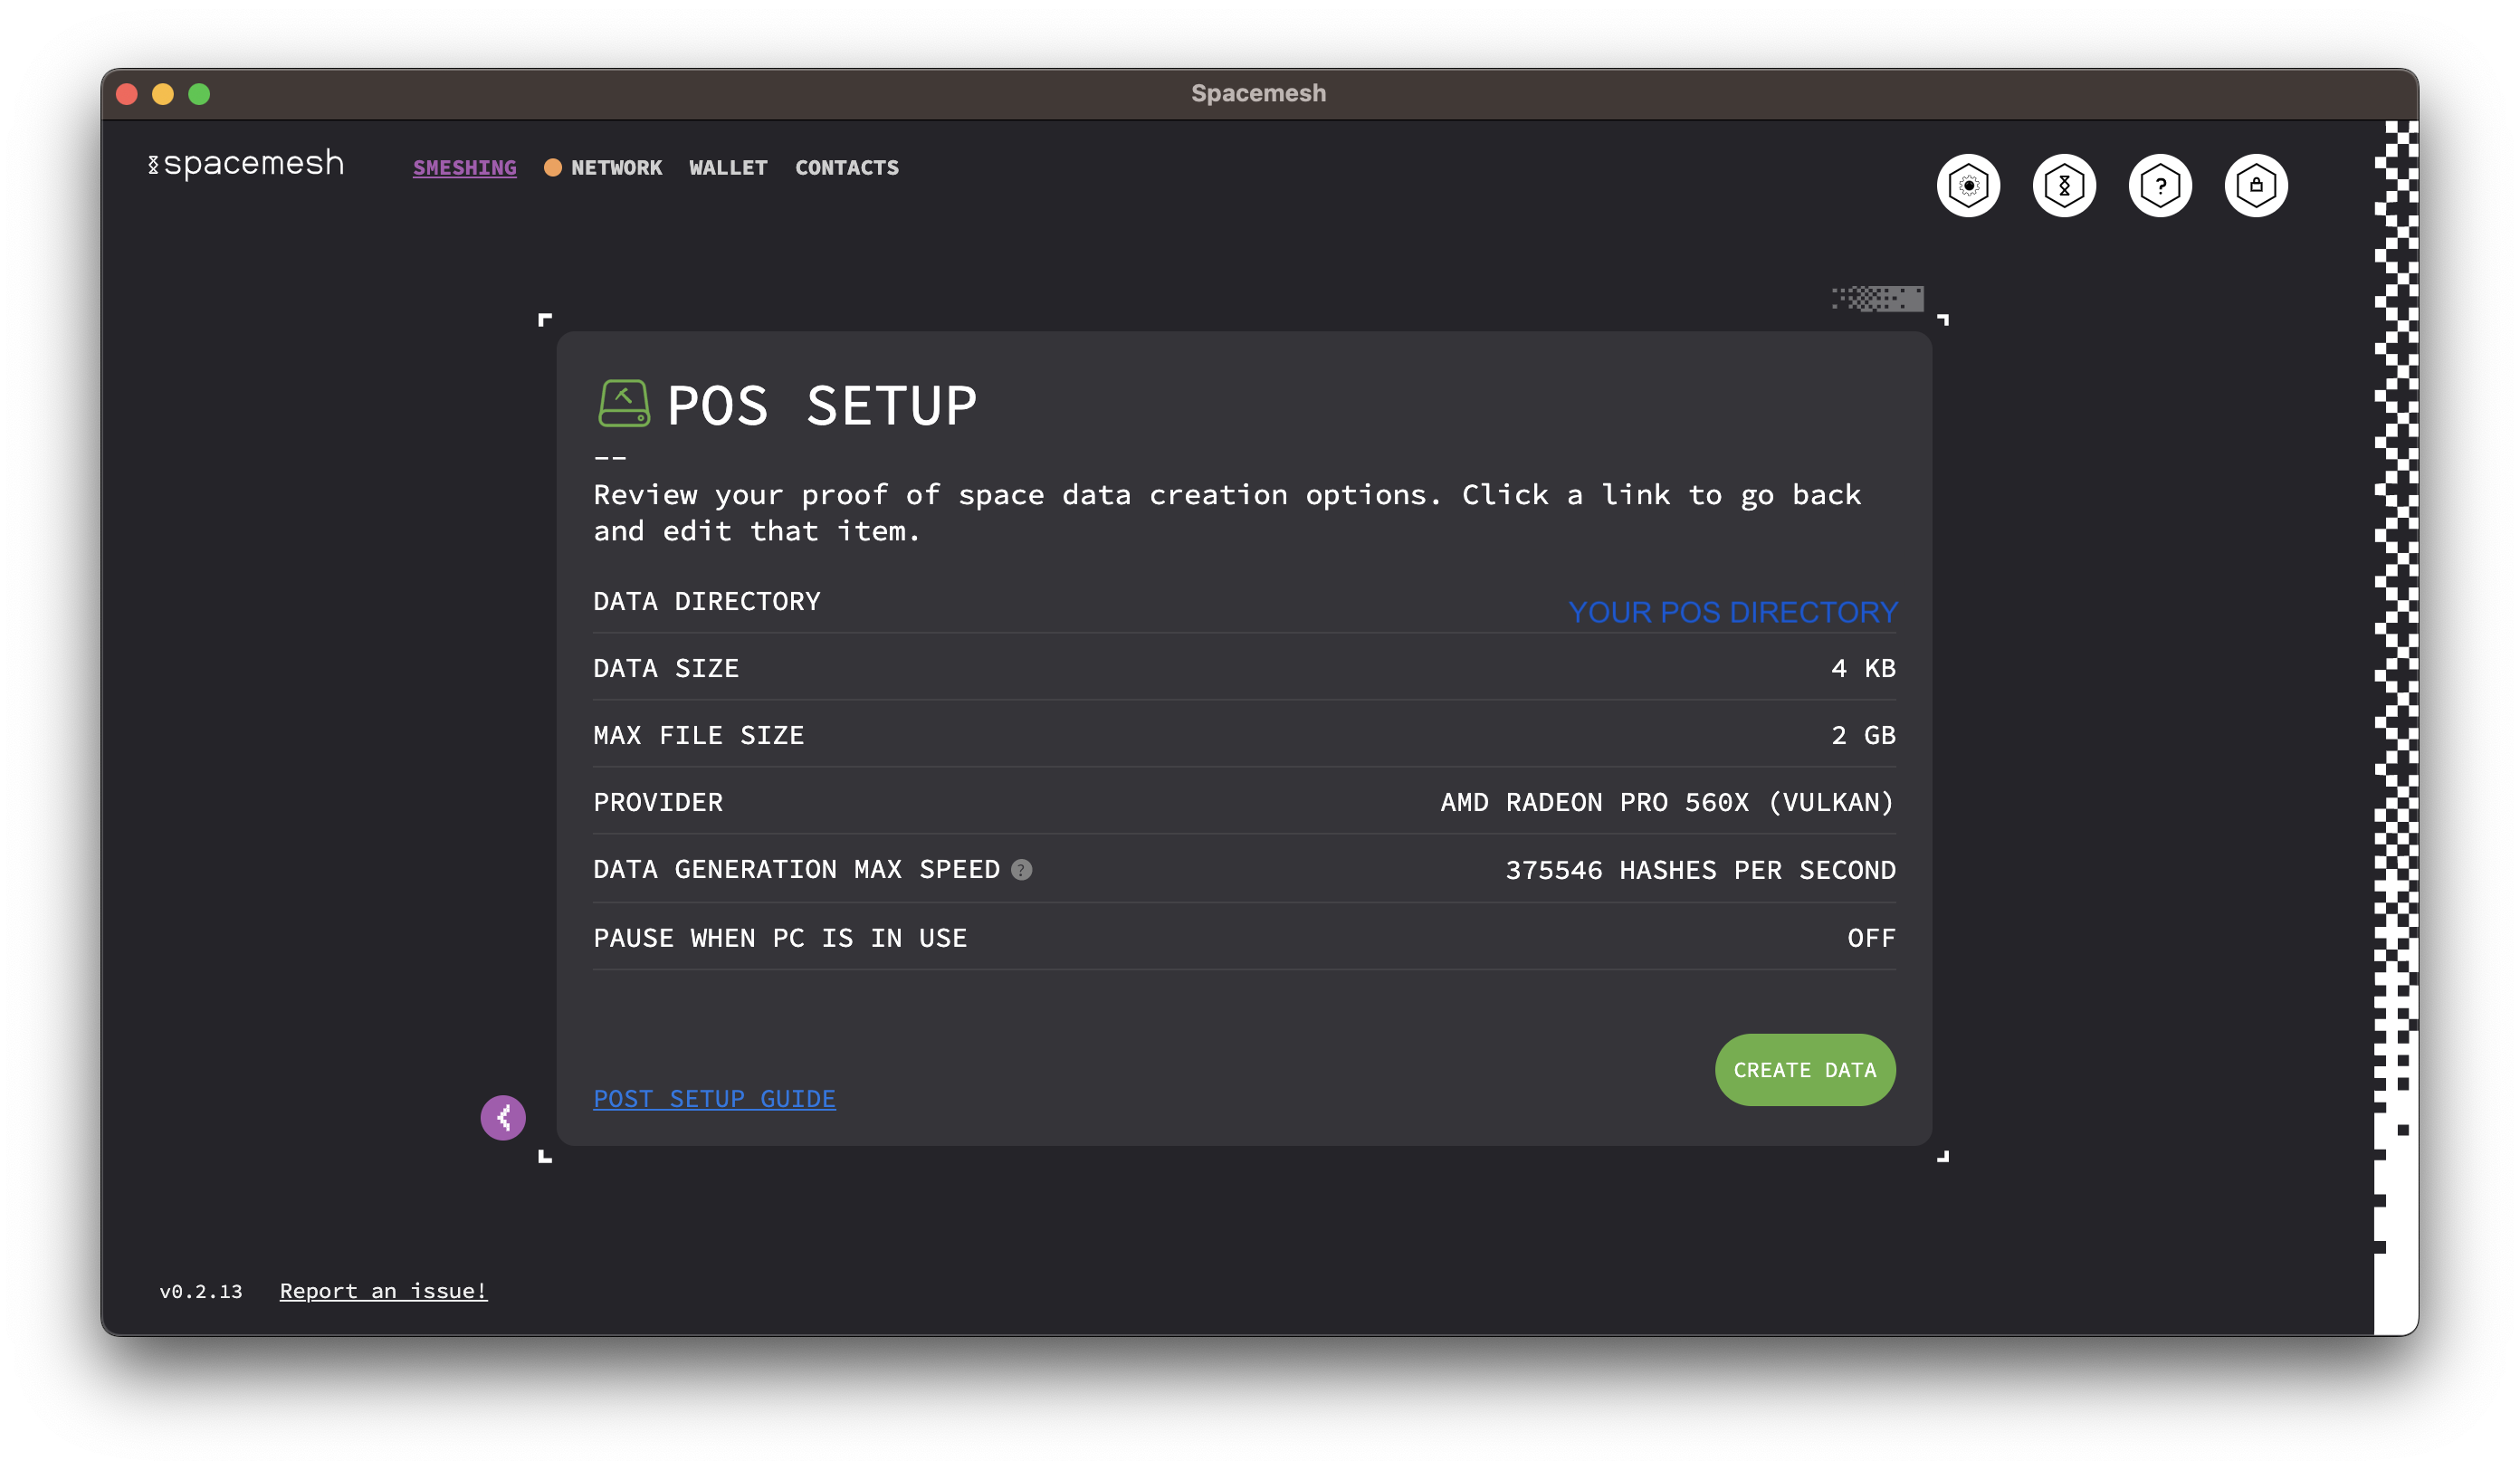 Spacemesh
spacemesh
SMESHING NETWORK WALLET CONTACTS
?
POS SETUP
--
Review your proof of space data creation options. Click a link to go back
and edit that item.
DATA DIRECTORY YOUR POS DIRECTORY
DATA SIZE 4 KB
MAX FILE SIZE 2 GB
PROVIDER AMD RADEON PRO 560X (VULKAN)
DATA GENERATION MAX SPEED ? 375546 HASHES PER SECOND
PAUSE WHEN PC IS IN USE OFF
CREATE DATA
POST SETUP GUIDE
v0.2.13 Report an issue!